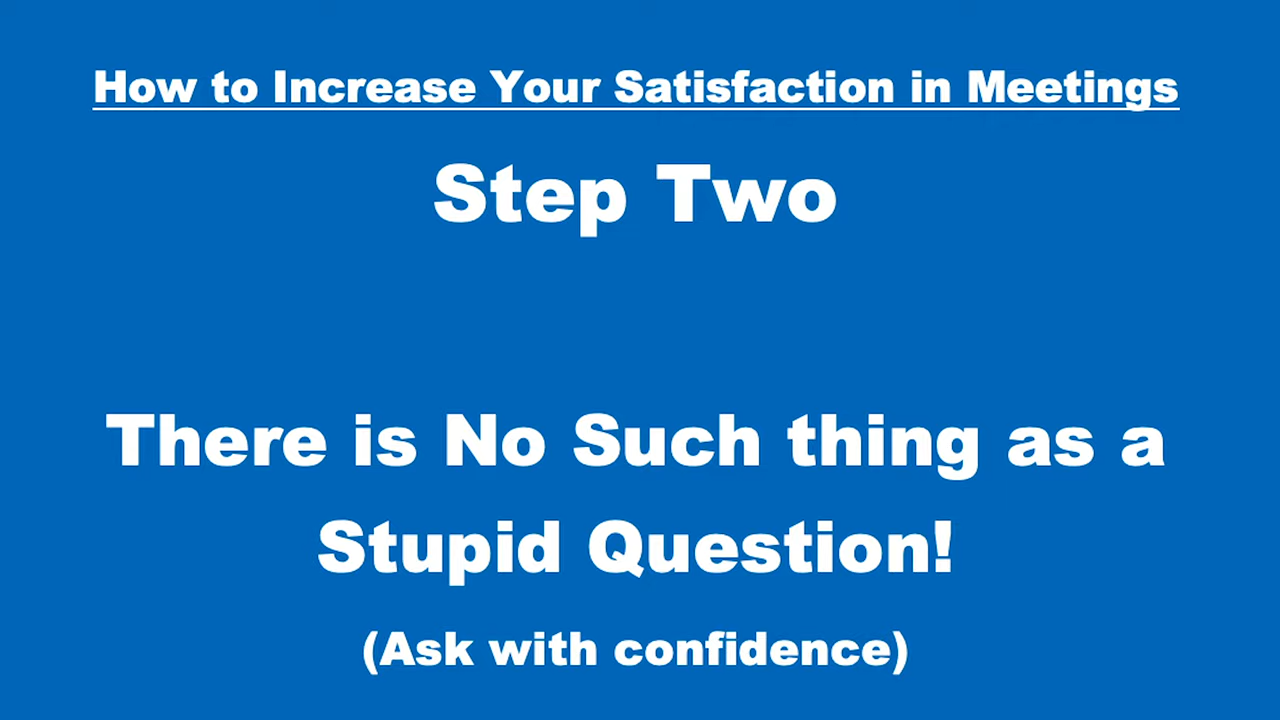 How to Increase Your Satisfaction in Meetings
Step Two
There is No Such thing as a
Stupid Question!
(Ask with confidence)